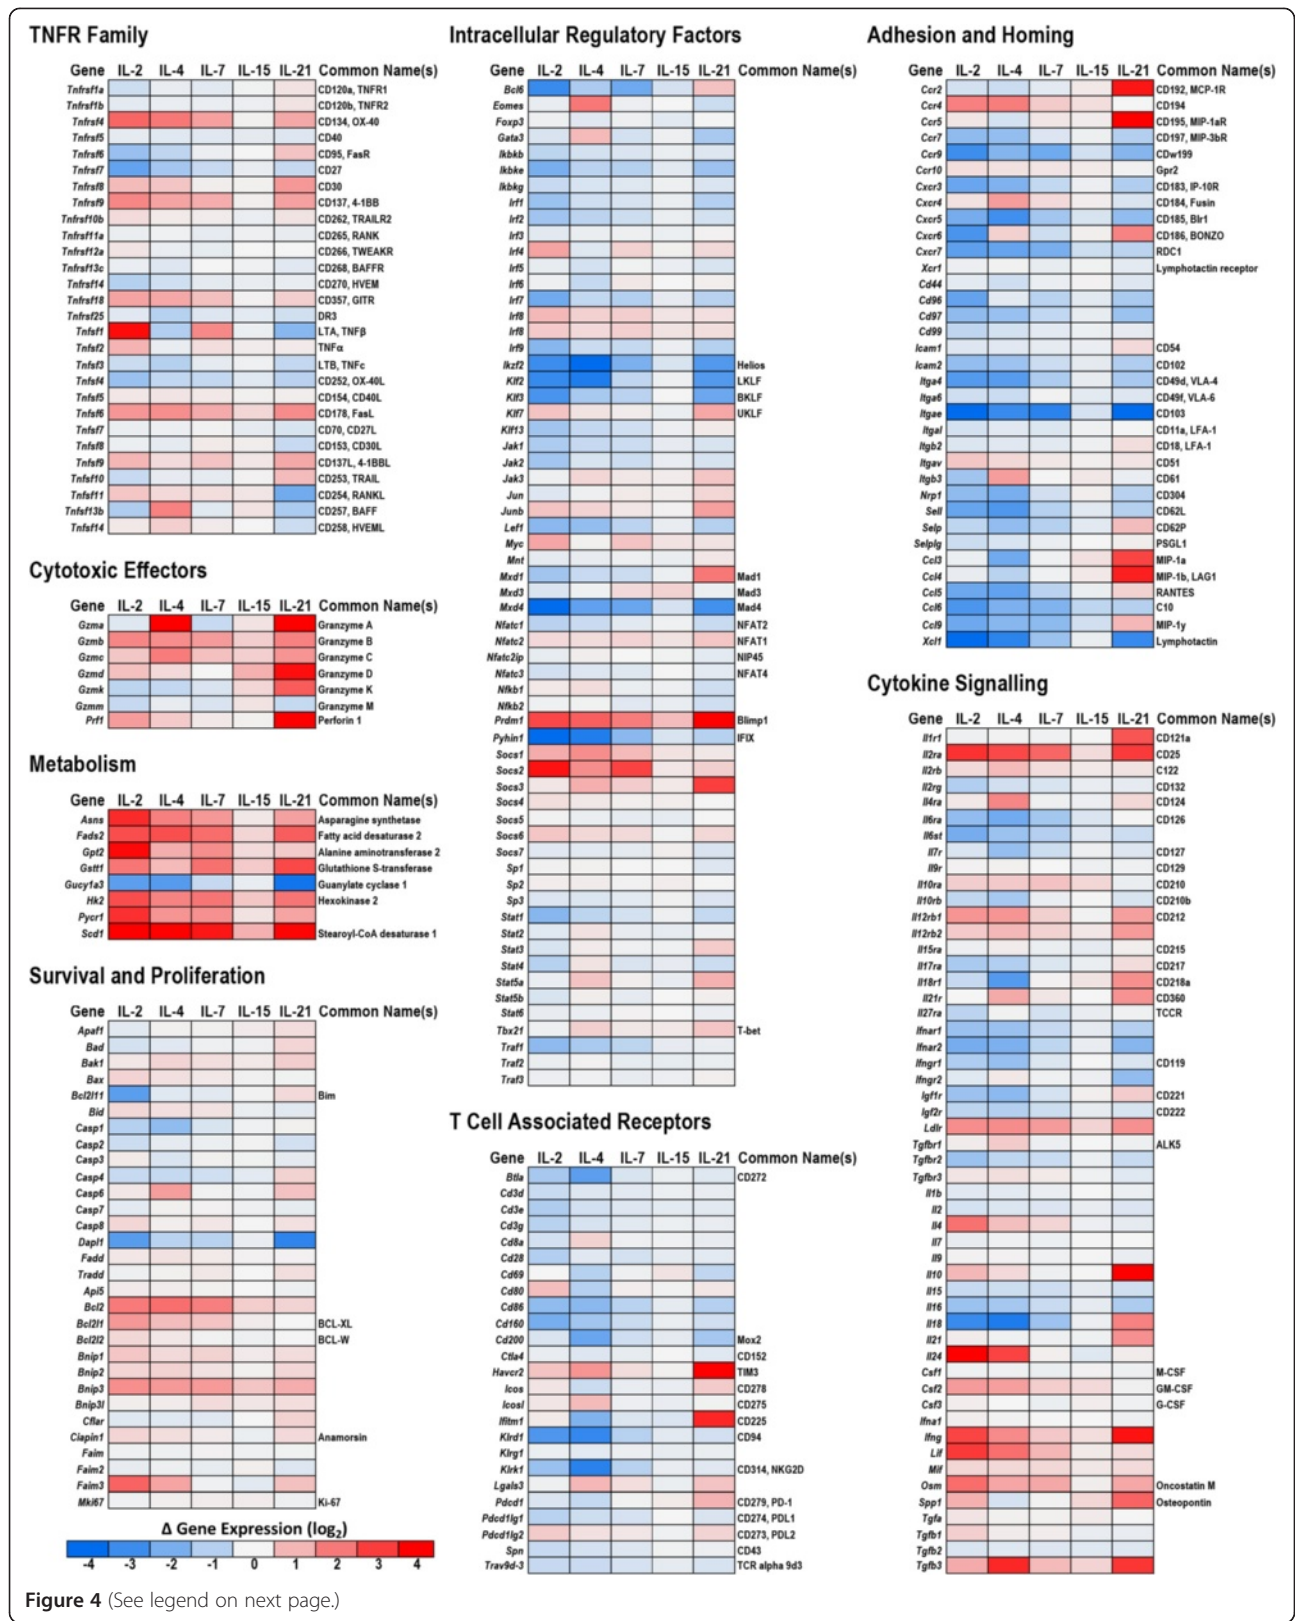 TNFR Family
Gene IL-2 IL-4 IL-7 IL-15 IL-21 Common Name(s)
Tnfrsf1a CD120a, TNFR1
Tnfrsf1b CD120b, TNFR2
Tnfrsf4 CD134, OX-40
Tnfrsf5 CD40
Tnfrsf6 CD95, FasR
Tnfrsf7 CD27
Tnfrsf8 CD30
Tnfrsf9 CD137, 4-1BB
Tnfrsf10b CD262, TRAILR2
Tnfrsf11a CD265, RANK
Tnfrsf12a CD266, TWEAKR
Tnfrsf13c CD268, BAFFR
Tnfrsf14 CD270, HVEM
Tnfrsf18 CD357, GITR
Tnfrsf25 DR3
Tnfsf1 LTA, TNFβ
Tnfsf2 TNFα
Tnfsf3 LTB, TNFc
Tnfsf4 CD252, OX-40L
Tnfsf5 CD154, CD40L
Tnfsf6 CD178, FasL
Tnfsf7 CD70, CD27L
Tnfsf8 CD153, CD30L
Tnfsf9 CD137L, 4-1BBL
Tnfsf10 CD253, TRAIL
Tnfsf11 CD254, RANKL
Tnfsf13b CD257, BAFF
Tnfsf14 CD258, HVEML
Cytotoxic Effectors
Gene IL-2 IL-4 IL-7 IL-15 IL-21 Common Name(s)
Gzma Granzyme A
Gzmb Granzyme B
Gzmc Granzyme C
Gzmd Granzyme D
Gzmk Granzyme K
Gzmm Granzyme M
Prf1 Perforin 1
Metabolism
Gene IL-2 IL-4 IL-7 IL-15 IL-21 Common Name(s)
Asns Asparagine synthetase
Fads2 Fatty acid desaturase 2
Gpt2 Alanine aminotransferase 2
Gstt1 Glutathione S-transferase
Gucy1a3 Guanylate cyclase 1
Hk2 Hexokinase 2
Pycr1
Scd1 Stearoyl-CoA desaturase 1
Survival and Proliferation
Gene IL-2 IL-4 IL-7 IL-15 IL-21 Common Name(s)
Apaf1
Bad
Bak1
Bax
Bcl2l11 Bim
Bid
Casp1
Casp2
Casp3
Casp4
Casp6
Casp7
Casp8
Dapl1
Fadd
Tradd
Api5
Bcl2
Bcl2l1 BCL-XL
Bcl2l2 BCL-W
Bnip1
Bnip2
Bnip3
Bnip3l
Cflar
Ciapin1 Anamorsin
Faim
Faim2
Faim3
Mki67 Ki-67
Δ Gene Expression (log2)
-4 -3 -2 -1 0 1 2 3 4
Intracellular Regulatory Factors
Gene IL-2 IL-4 IL-7 IL-15 IL-21 Common Name(s)
Bcl6
Eomes
Foxp3
Gata3
Ikbkb
Ikbke
Ikbkg
Irf1
Irf2
Irf3
Irf4
Irf5
Irf6
Irf7
Irf8
Irf8
Irf9
Ikzf2 Helios
Klf2 LKLF
Klf3 BKLF
Klf7 UKLF
Klf13
Jak1
Jak2
Jak3
Jun
Junb
Lef1
Myc
Mnt
Mxd1 Mad1
Mxd3 Mad3
Mxd4 Mad4
Nfatc1 NFAT2
Nfatc2 NFAT1
Nfatc2ip NIP45
Nfatc3 NFAT4
Nfkb1
Nfkb2
Prdm1 Blimp1
Pyhin1 IFIX
Socs1
Socs2
Socs3
Socs4
Socs5
Socs6
Socs7
Sp1
Sp2
Sp3
Stat1
Stat2
Stat3
Stat4
Stat5a
Stat5b
Stat6
Tbx21 T-bet
Traf1
Traf2
Traf3
T Cell Associated Receptors
Gene IL-2 IL-4 IL-7 IL-15 IL-21 Common Name(s)
Btla CD272
Cd3d
Cd3e
Cd3g
Cd8a
Cd28
Cd69
Cd80
Cd86
Cd160
Cd200 Mox2
Ctla4 CD152
Havcr2 TIM3
Icos CD278
Icosl CD275
Ifitm1 CD225
Klrd1 CD94
Klrg1
Klrk1 CD314, NKG2D
Lgals3
Pdcd1 CD279, PD-1
Pdcd1lg1 CD274, PDL1
Pdcd1lg2 CD273, PDL2
Spn CD43
Trav9d-3 TCR alpha 9d3
Adhesion and Homing
Gene IL-2 IL-4 IL-7 IL-15 IL-21 Common Name(s)
Ccr2 CD192, MCP-1R
Ccr4 CD194
Ccr5 CD195, MIP-1aR
Ccr7 CD197, MIP-3bR
Ccr9 CDw199
Ccr10 Gpr2
Cxcr3 CD183, IP-10R
Cxcr4 CD184, Fusin
Cxcr5 CD185, Blr1
Cxcr6 CD186, BONZO
Cxcr7 RDC1
Xcr1 Lymphotactin receptor
Cd44
Cd96
Cd97
Cd99
Icam1 CD54
Icam2 CD102
Itga4 CD49d, VLA-4
Itga6 CD49f, VLA-6
Itgae CD103
Itgal CD11a, LFA-1
Itgb2 CD18, LFA-1
Itgav CD51
Itgb3 CD61
Nrp1 CD304
Sell CD62L
Selp CD62P
Selplg PSGL1
Ccl3 MIP-1a
Ccl4 MIP-1b, LAG1
Ccl5 RANTES
Ccl6 C10
Ccl9 MIP-1y
Xcl1 Lymphotactin
Cytokine Signalling
Gene IL-2 IL-4 IL-7 IL-15 IL-21 Common Name(s)
Il1r1 CD121a
Il2ra CD25
Il2rb C122
Il2rg CD132
Il4ra CD124
Il6ra CD126
Il6st
Il7r CD127
Il9r CD129
Il10ra CD210
Il10rb CD210b
Il12rb1 CD212
Il12rb2
Il15ra CD215
Il17ra CD217
Il18r1 CD218a
Il21r CD360
Il27ra TCCR
Ifnar1
Ifnar2
Ifngr1 CD119
Ifngr2
Igf1r CD221
Igf2r CD222
Ldlr
Tgfbr1 ALK5
Tgfbr2
Tgfbr3
Il1b
Il2
Il4
Il7
Il9
Il10
Il15
Il16
Il18
Il21
Il24
Csf1 M-CSF
Csf2 GM-CSF
Csf3 G-CSF
Ifna1
Ifng
Lif
Mif
Osm Oncostatin M
Spp1 Osteopontin
Tgfa
Tgfb1
Tgfb2
Tgfb3
Figure 4 (See legend on next page.)